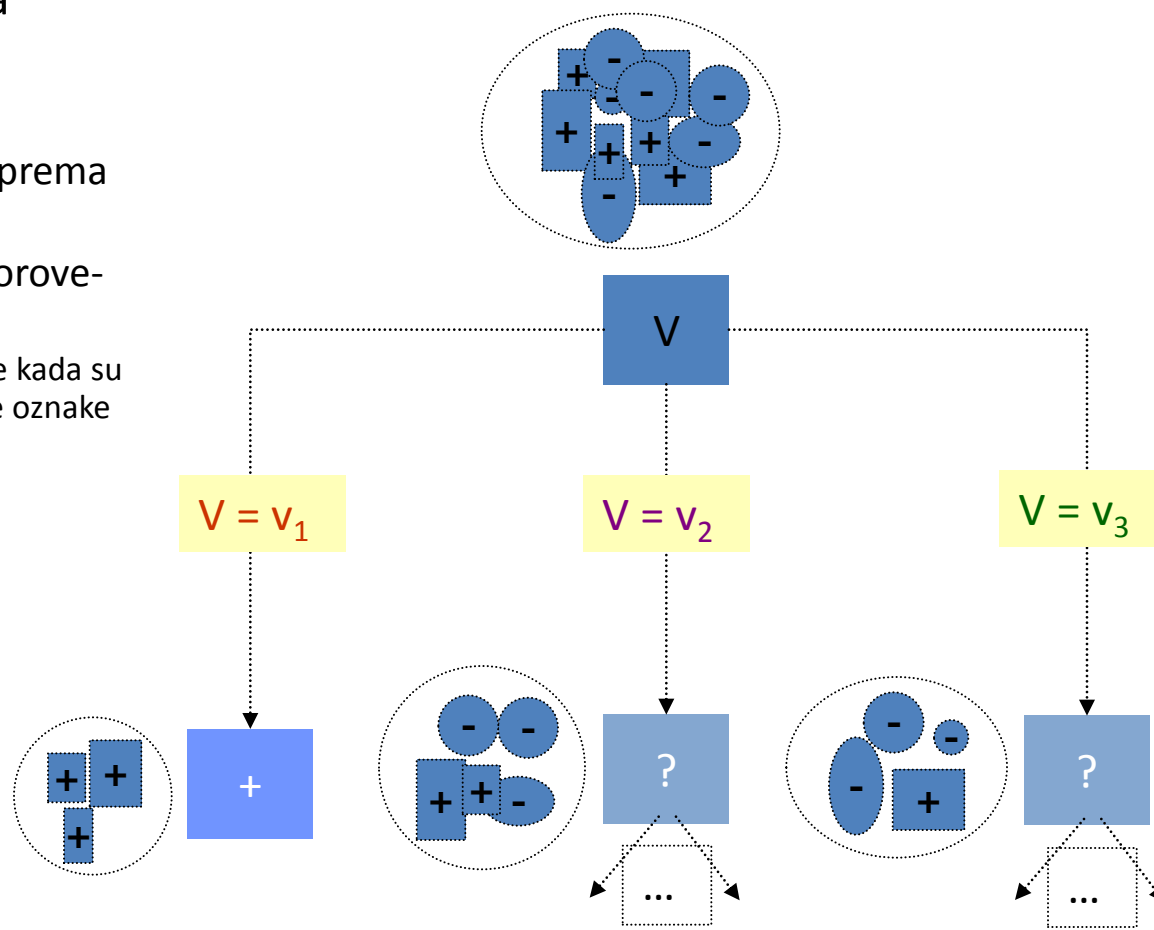 prema
prove-
e kada su
e oznake
+ - - -
- + + -
+ + -
V
V = v₁
V = v₂
V = v₃
+ + +
+
- -
+ + -
?
...
- -
- +
?
...